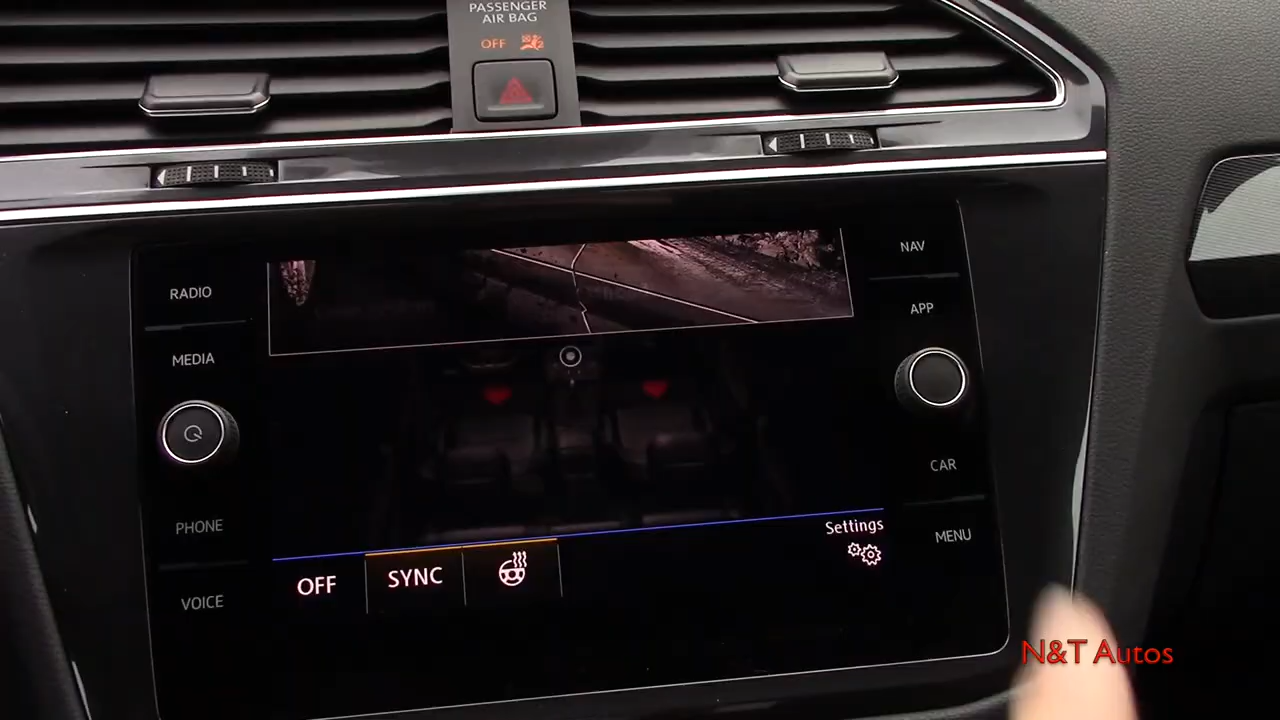 PASSENGER
AIR BAG
OFF
RADIO
MEDIA
PHONE
VOICE
NAV
APP
CAR
MENU
Settings
OFF
SYNC
N&T Autos